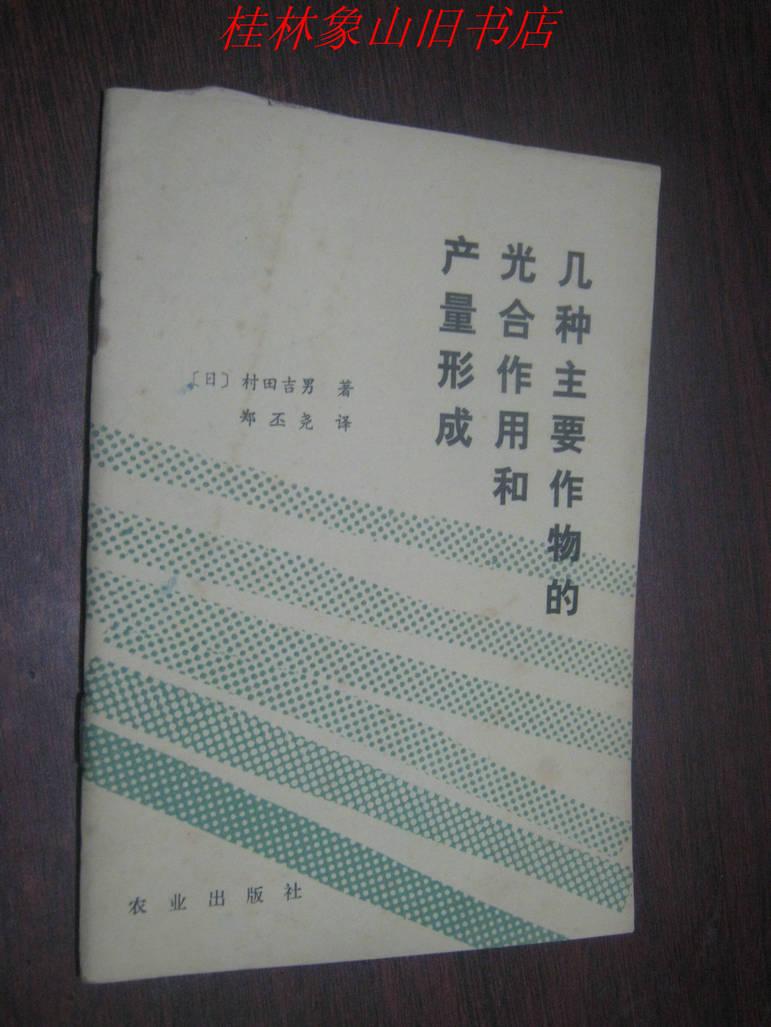 桂林象山旧书店
几种主要作物的
光合作用和
产量形成
〔日〕村田吉男 著
郑丕尧 译
农业出版社